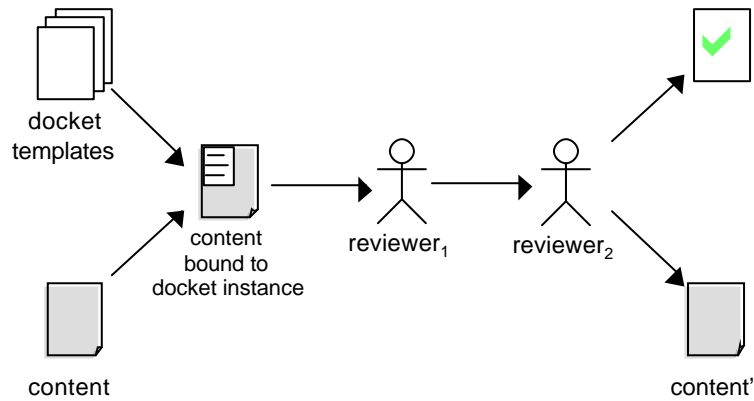 docket
templates
content
bound to
docket instance
reviewer₁
reviewer₂
content
content'